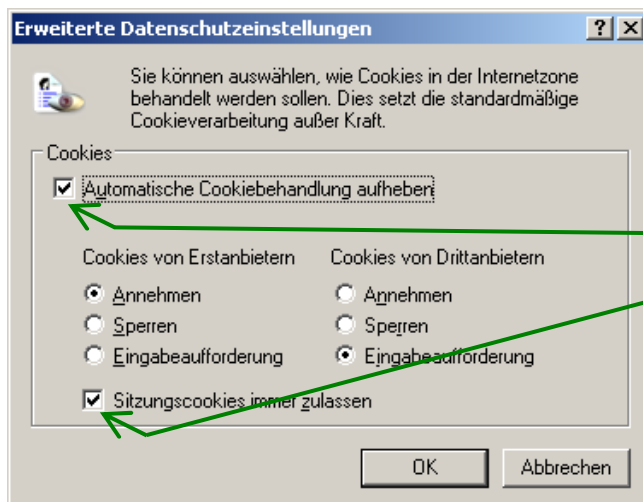 Erweiterte Datenschutzeinstellungen
Sie können auswählen, wie Cookies in der Internetzone
behandelt werden sollen. Dies setzt die standardmäßige
Cookieverarbeitung außer Kraft.
Cookies
Automatische Cookiebehandlung aufheben
Cookies von Erstanbietern Cookies von Drittanbietern
Annehmen Annehmen
Sperren Sperren
Eingabeaufforderung Eingabeaufforderung
Sitzungscookies immer zulassen
OK Abbrechen